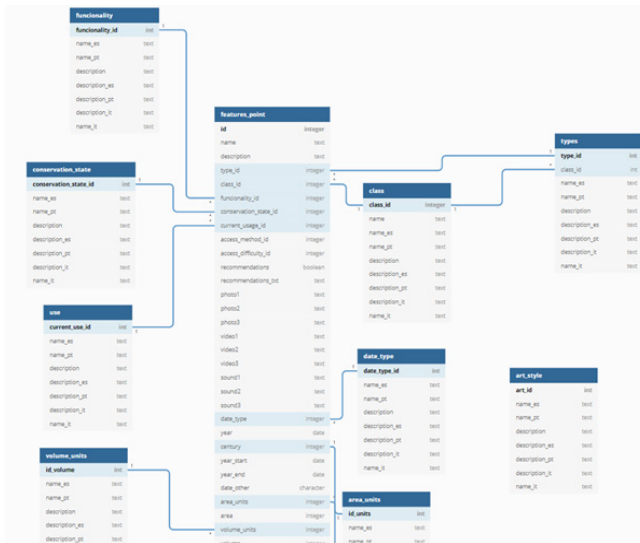 funcionality
funcionality_id int
name_es text
name_pt text
description text
description_es text
description_pt text
description_it text
name_it text
features_point
id integer
name text
description text
type_id integer
class_id integer
funcionality_id integer
conservation_state_id integer
current_usage_id integer
access_method_id integer
access_difficulty_id integer
recommendations boolean
recommendations_txt text
photo1 text
photo2 text
photo3 text
video1 text
video2 text
video3 text
sound1 text
sound2 text
sound3 text
date_type integer
year date
century integer
year_start date
year_end date
date_other character
area_units integer
area integer
volume_units integer
types
type_id int
class_id int
name_es text
name_pt text
description text
description_es text
description_pt text
description_it text
name_it text
conservation_state
conservation_state_id int
name_es text
name_pt text
description text
description_es text
description_pt text
description_it text
name_it text
class
class_id integer
name text
name_es text
name_pt text
description text
description_es text
description_pt text
description_it text
name_it text
use
current_use_id int
name_es text
name_pt text
description text
description_es text
description_pt text
description_it text
name_it text
date_type
date_type_id int
name_es text
name_pt text
description text
description_es text
description_pt text
description_it text
name_it text
art_style
art_id int
name_es text
name_pt text
description text
description_es text
description_pt text
description_it text
name_it text
volume_units
id_volume int
name_es text
name_pt text
description text
description_es text
description_pt text
area_units
id_units int
name_es text